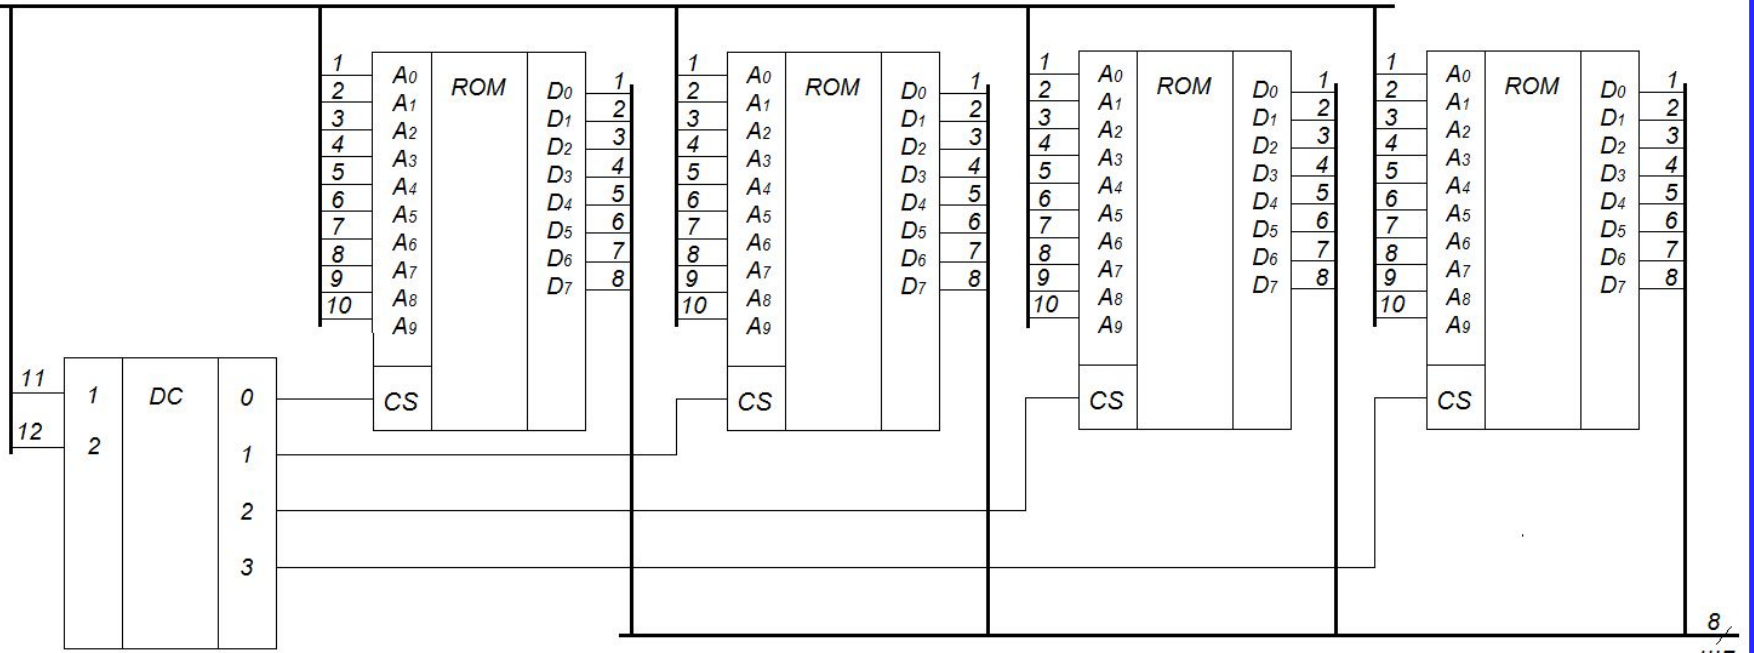 1 A0 ROM D0 1
2 A1 D1 2
3 A2 D2 3
4 A3 D3 4
5 A4 D4 5
6 A5 D5 6
7 A6 D6 7
8 A7 D7 8
9 A8
10 A9
CS
1 A0 ROM D0 1
2 A1 D1 2
3 A2 D2 3
4 A3 D3 4
5 A4 D4 5
6 A5 D5 6
7 A6 D6 7
8 A7 D7 8
9 A8
10 A9
CS
1 A0 ROM D0 1
2 A1 D1 2
3 A2 D2 3
4 A3 D3 4
5 A4 D4 5
6 A5 D5 6
7 A6 D6 7
8 A7 D7 8
9 A8
10 A9
CS
1 A0 ROM D0 1
2 A1 D1 2
3 A2 D2 3
4 A3 D3 4
5 A4 D4 5
6 A5 D5 6
7 A6 D6 7
8 A7 D7 8
9 A8
10 A9
CS
11 1 DC 0
12 2 1
2
3
8